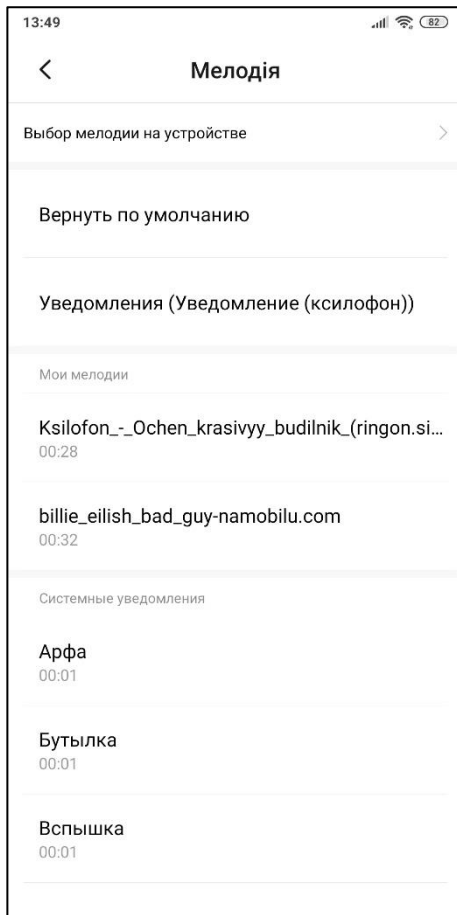 13:49 82
Мелодія
Выбор мелодии на устройстве
Вернуть по умолчанию
Уведомления (Уведомление (ксилофон))
Мои мелодии
Ksilofon_-_Ochen_krasivyy_budilnik_(ringon.si...
00:28
billie_eilish_bad_guy-namobilu.com
00:32
Системные уведомления
Арфа
00:01
Бутылка
00:01
Вспышка
00:01